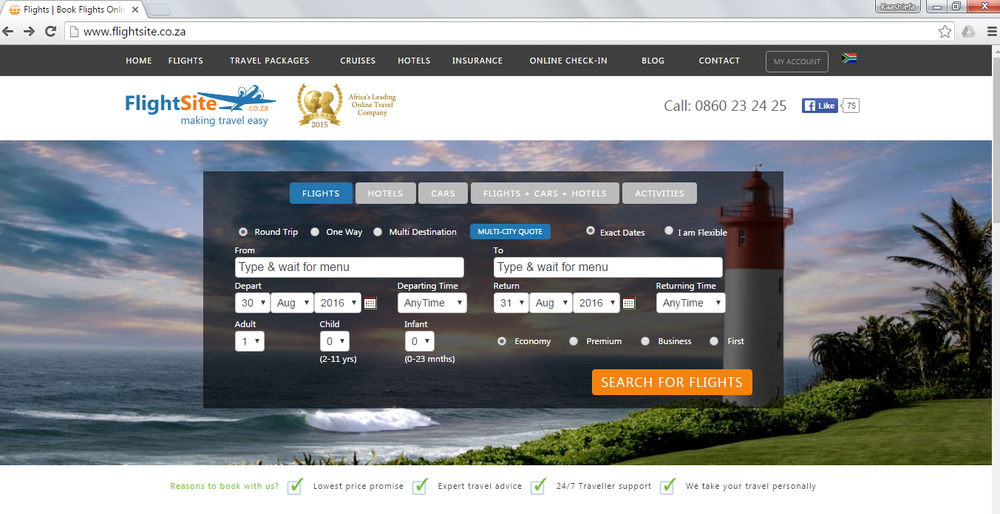 Flights | Book Flights Onli
Kaashiefa
www.flightsite.co.za
HOME FLIGHTS TRAVEL PACKAGES CRUISES HOTELS INSURANCE ONLINE CHECK-IN BLOG CONTACT MY ACCOUNT
FlightSite.co.za
making travel easy
WINNER
2015
Africa's Leading
Online Travel
Company
Call: 0860 23 24 25
Like 75
FLIGHTS HOTELS CARS FLIGHTS + CARS + HOTELS ACTIVITIES
Round Trip One Way Multi Destination MULTI-CITY QUOTE Exact Dates I am Flexible
From To
Type & wait for menu Type & wait for menu
Depart Departing Time Return Returning Time
30 Aug 2016 AnyTime 31 Aug 2016 AnyTime
Adult Child Infant
1 0 0 Economy Premium Business First
(2-11 yrs) (0-23 mnths)
SEARCH FOR FLIGHTS
Reasons to book with us? Lowest price promise Expert travel advice 24/7 Traveller support We take your travel personally